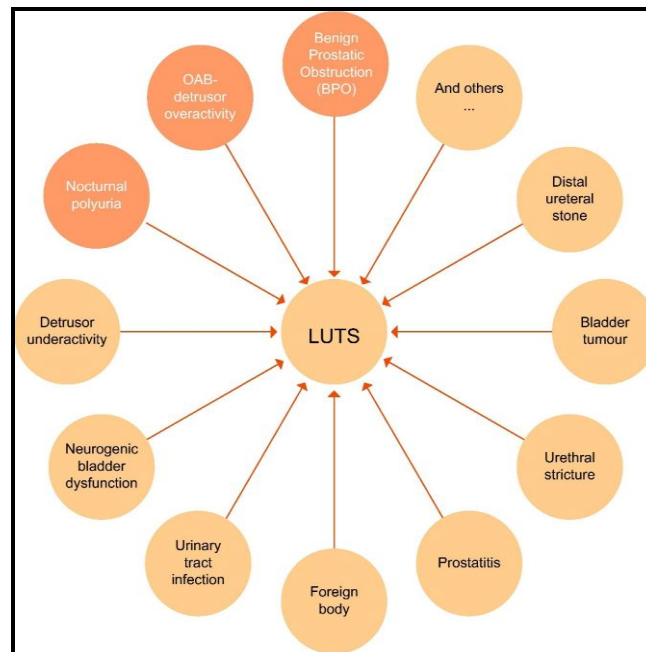 Benign
Prostatic
Obstruction
(BPO)
And others
...
Distal
ureteral
stone
Bladder
tumour
Urethral
stricture
Prostatitis
Foreign
body
Urinary
tract
infection
Neurogenic
bladder
dysfunction
Detrusor
underactivity
Nocturnal
polyuria
OAB-
detrusor
overactivity
LUTS